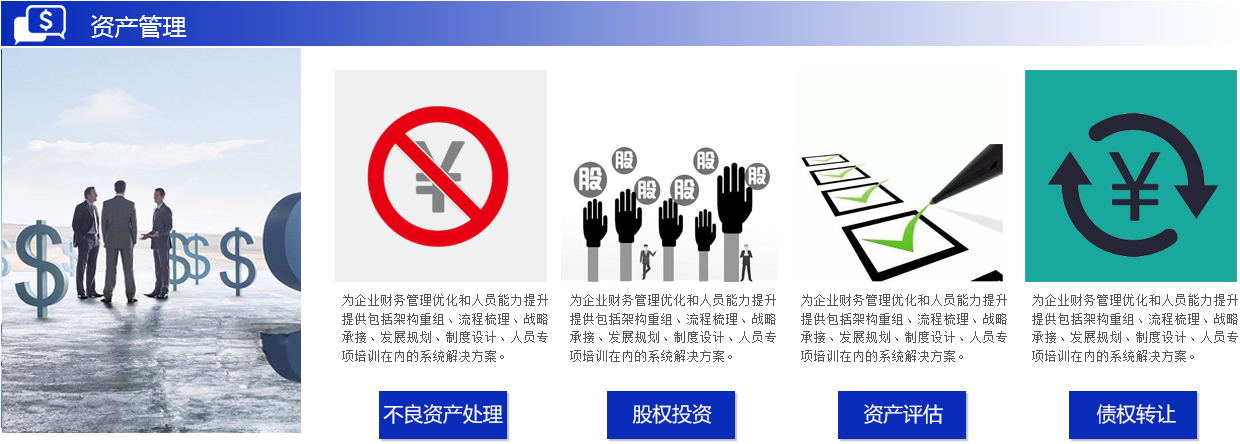 $
资产管理
¥
股
股
股
股
股
股
¥
$
$
$
$
为企业财务管理优化和人员能力提升
提供包括架构重组、流程梳理、战略
承接、发展规划、制度设计、人员专
项培训在内的系统解决方案。
为企业财务管理优化和人员能力提升
提供包括架构重组、流程梳理、战略
承接、发展规划、制度设计、人员专
项培训在内的系统解决方案。
为企业财务管理优化和人员能力提升
提供包括架构重组、流程梳理、战略
承接、发展规划、制度设计、人员专
项培训在内的系统解决方案。
为企业财务管理优化和人员能力提升
提供包括架构重组、流程梳理、战略
承接、发展规划、制度设计、人员专
项培训在内的系统解决方案。
不良资产处理
股权投资
资产评估
债权转让